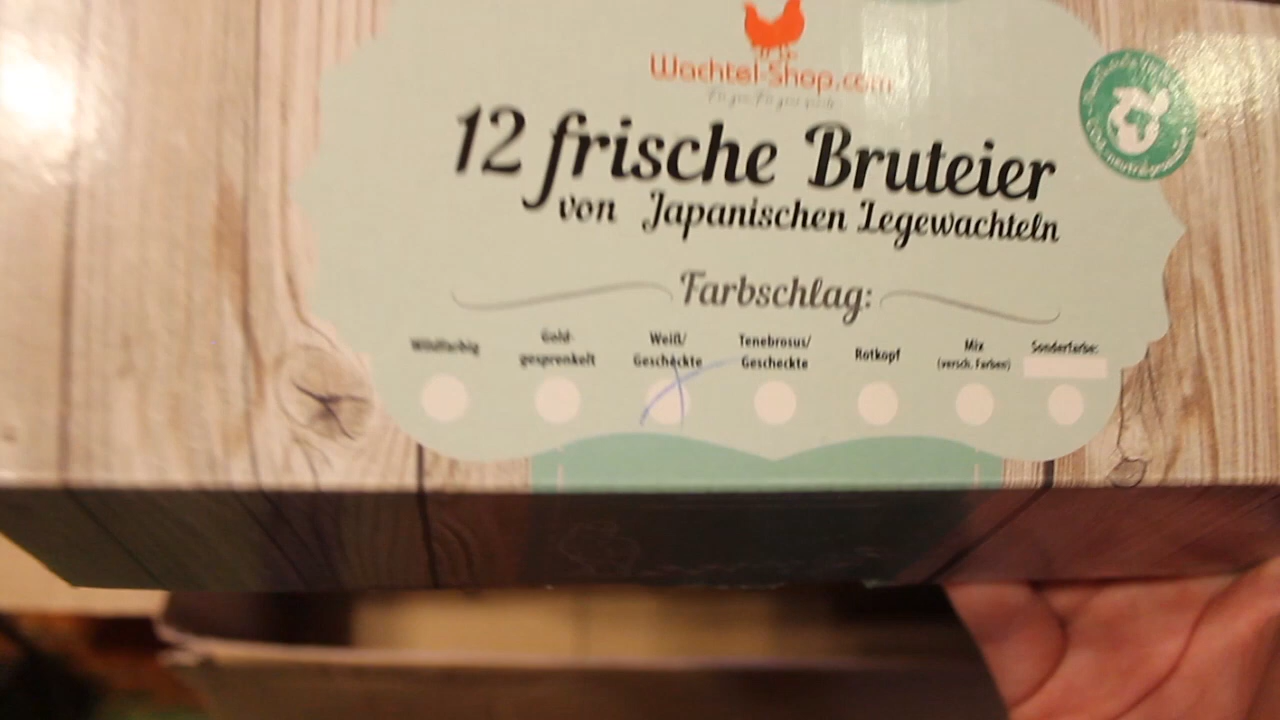 Wachtel-Shop.com
12 frische Bruteier
von Japanischen Legewachteln
Farbschlag:
Wildfarbig
Gold-
gesprenkelt
Weiß/
Gescheckte
Tenebrosus/
Gescheckte
Rotkopf
Mix
(versch. Farben)
Sonderfarbe: